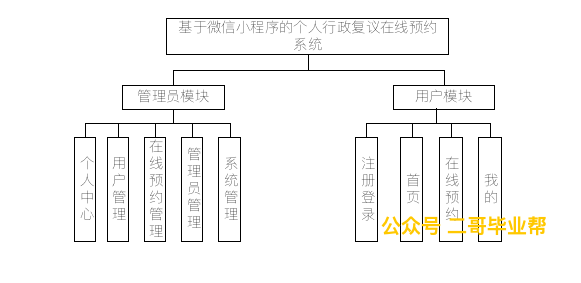 基于微信小程序的个人行政复议在线预约
系统
管理员模块
用户模块
个人中心
用户管理
在线预约管理
管理员管理
系统管理
注册登录
首页
在线预约
我的
公众号 二哥毕业帮